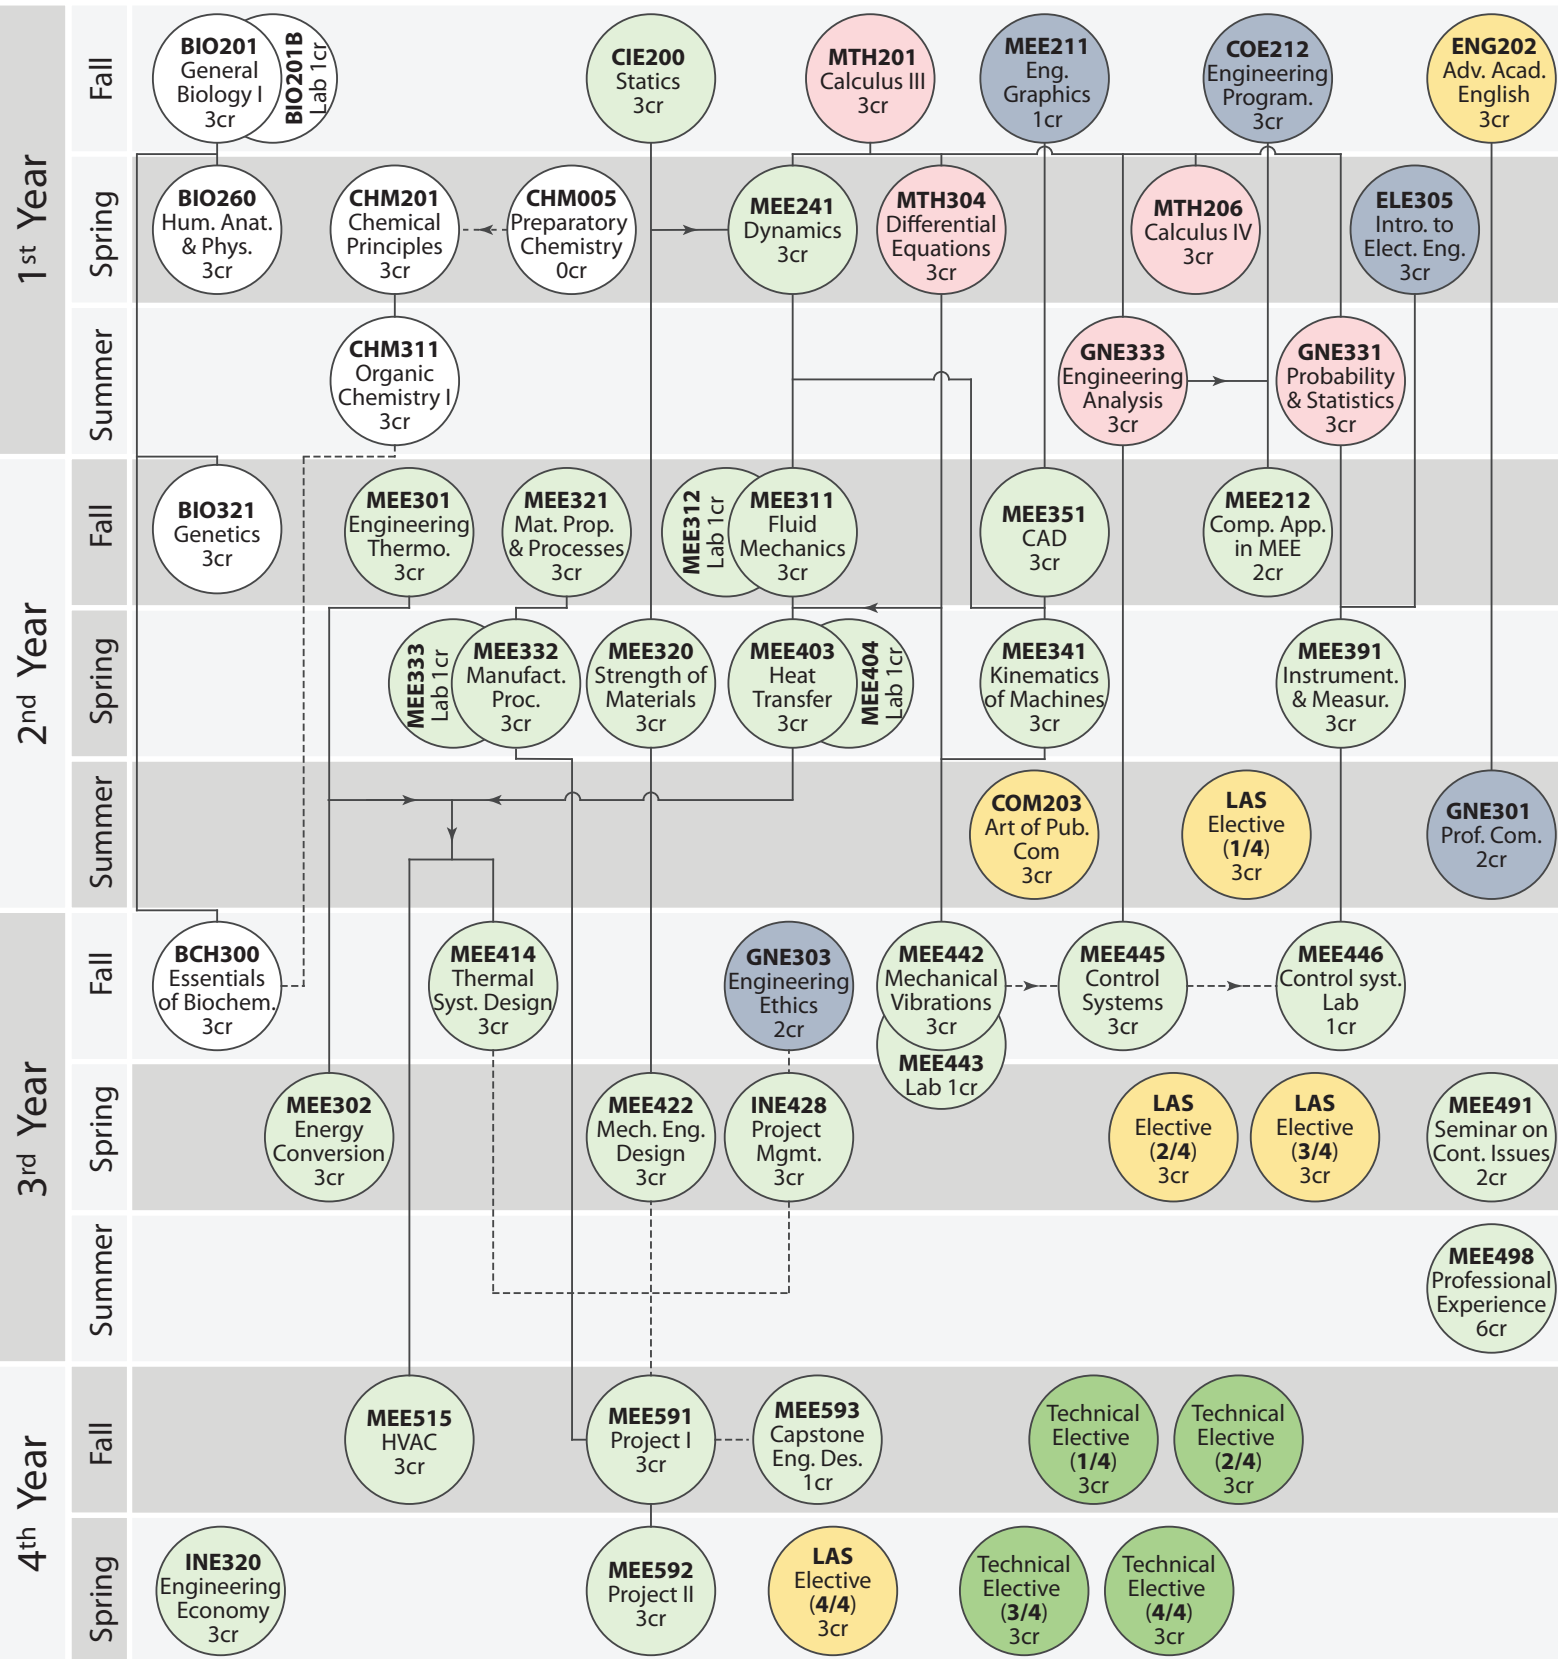 1st Year
Fall
BIO201
General
Biology I
3cr
BIO201B
Lab 1cr
CIE200
Statics
3cr
MTH201
Calculus III
3cr
MEE211
Eng.
Graphics
1cr
COE212
Engineering
Program.
3cr
ENG202
Adv. Acad.
English
3cr
Spring
BIO260
Hum. Anat.
& Phys.
3cr
CHM201
Chemical
Principles
3cr
CHM005
Preparatory
Chemistry
0cr
MEE241
Dynamics
3cr
MTH304
Differential
Equations
3cr
MTH206
Calculus IV
3cr
ELE305
Intro. to
Elect. Eng.
3cr
Summer
CHM311
Organic
Chemistry I
3cr
GNE333
Engineering
Analysis
3cr
GNE331
Probability
& Statistics
3cr
2nd Year
Fall
BIO321
Genetics
3cr
MEE301
Engineering
Thermo.
3cr
MEE321
Mat. Prop.
& Processes
3cr
MEE312
Lab 1cr
MEE311
Fluid
Mechanics
3cr
MEE351
CAD
3cr
MEE212
Comp. App.
in MEE
2cr
Spring
MEE333
Lab 1cr
MEE332
Manufact.
Proc.
3cr
MEE320
Strength of
Materials
3cr
MEE403
Heat
Transfer
3cr
MEE404
Lab 1cr
MEE341
Kinematics
of Machines
3cr
MEE391
Instrument.
& Measur.
3cr
Summer
COM203
Art of Pub.
Com
3cr
LAS
Elective
(1/4)
3cr
GNE301
Prof. Com.
2cr
3rd Year
Fall
BCH300
Essentials
of Biochem.
3cr
MEE414
Thermal
Syst. Design
3cr
GNE303
Engineering
Ethics
2cr
MEE442
Mechanical
Vibrations
3cr
MEE443
Lab 1cr
MEE445
Control
Systems
3cr
MEE446
Control syst.
Lab
1cr
Spring
MEE302
Energy
Conversion
3cr
MEE422
Mech. Eng.
Design
3cr
INE428
Project
Mgmt.
3cr
LAS
Elective
(2/4)
3cr
LAS
Elective
(3/4)
3cr
MEE491
Seminar on
Cont. Issues
2cr
Summer
MEE498
Professional
Experience
6cr
4th Year
Fall
MEE515
HVAC
3cr
MEE591
Project I
3cr
MEE593
Capstone
Eng. Des.
1cr
Technical
Elective
(1/4)
3cr
Technical
Elective
(2/4)
3cr
Spring
INE320
Engineering
Economy
3cr
MEE592
Project II
3cr
LAS
Elective
(4/4)
3cr
Technical
Elective
(3/4)
3cr
Technical
Elective
(4/4)
3cr